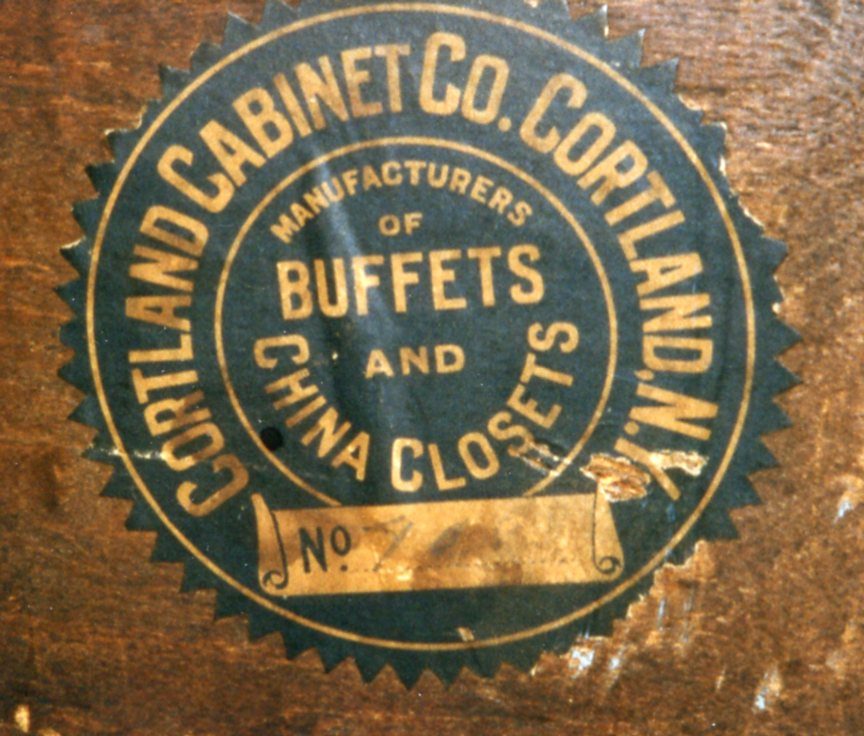 CORTLAND CABINET CO. CORTLAND, N.Y.
MANUFACTURERS
OF
BUFFETS
AND
CHINA CLOSETS
No.